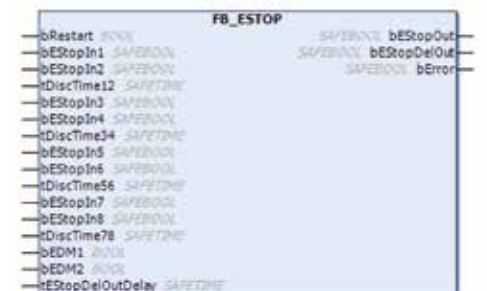 FB_ESTOP
bRestart BOOL
SAFEBOOL bEStopOut
bEStopIn1 SAFEBOOL
SAFEBOOL bEStopDelOut
bEStopIn2 SAFEBOOL
SAFEBOOL bError
tDiscTime12 SAFETIME
bEStopIn3 SAFEBOOL
bEStopIn4 SAFEBOOL
tDiscTime34 SAFETIME
bEStopIn5 SAFEBOOL
bEStopIn6 SAFEBOOL
tDiscTime56 SAFETIME
bEStopIn7 SAFEBOOL
bEStopIn8 SAFEBOOL
tDiscTime78 SAFETIME
bEDM1 BOOL
bEDM2 BOOL
tEStopDelOutDelay SAFETIME